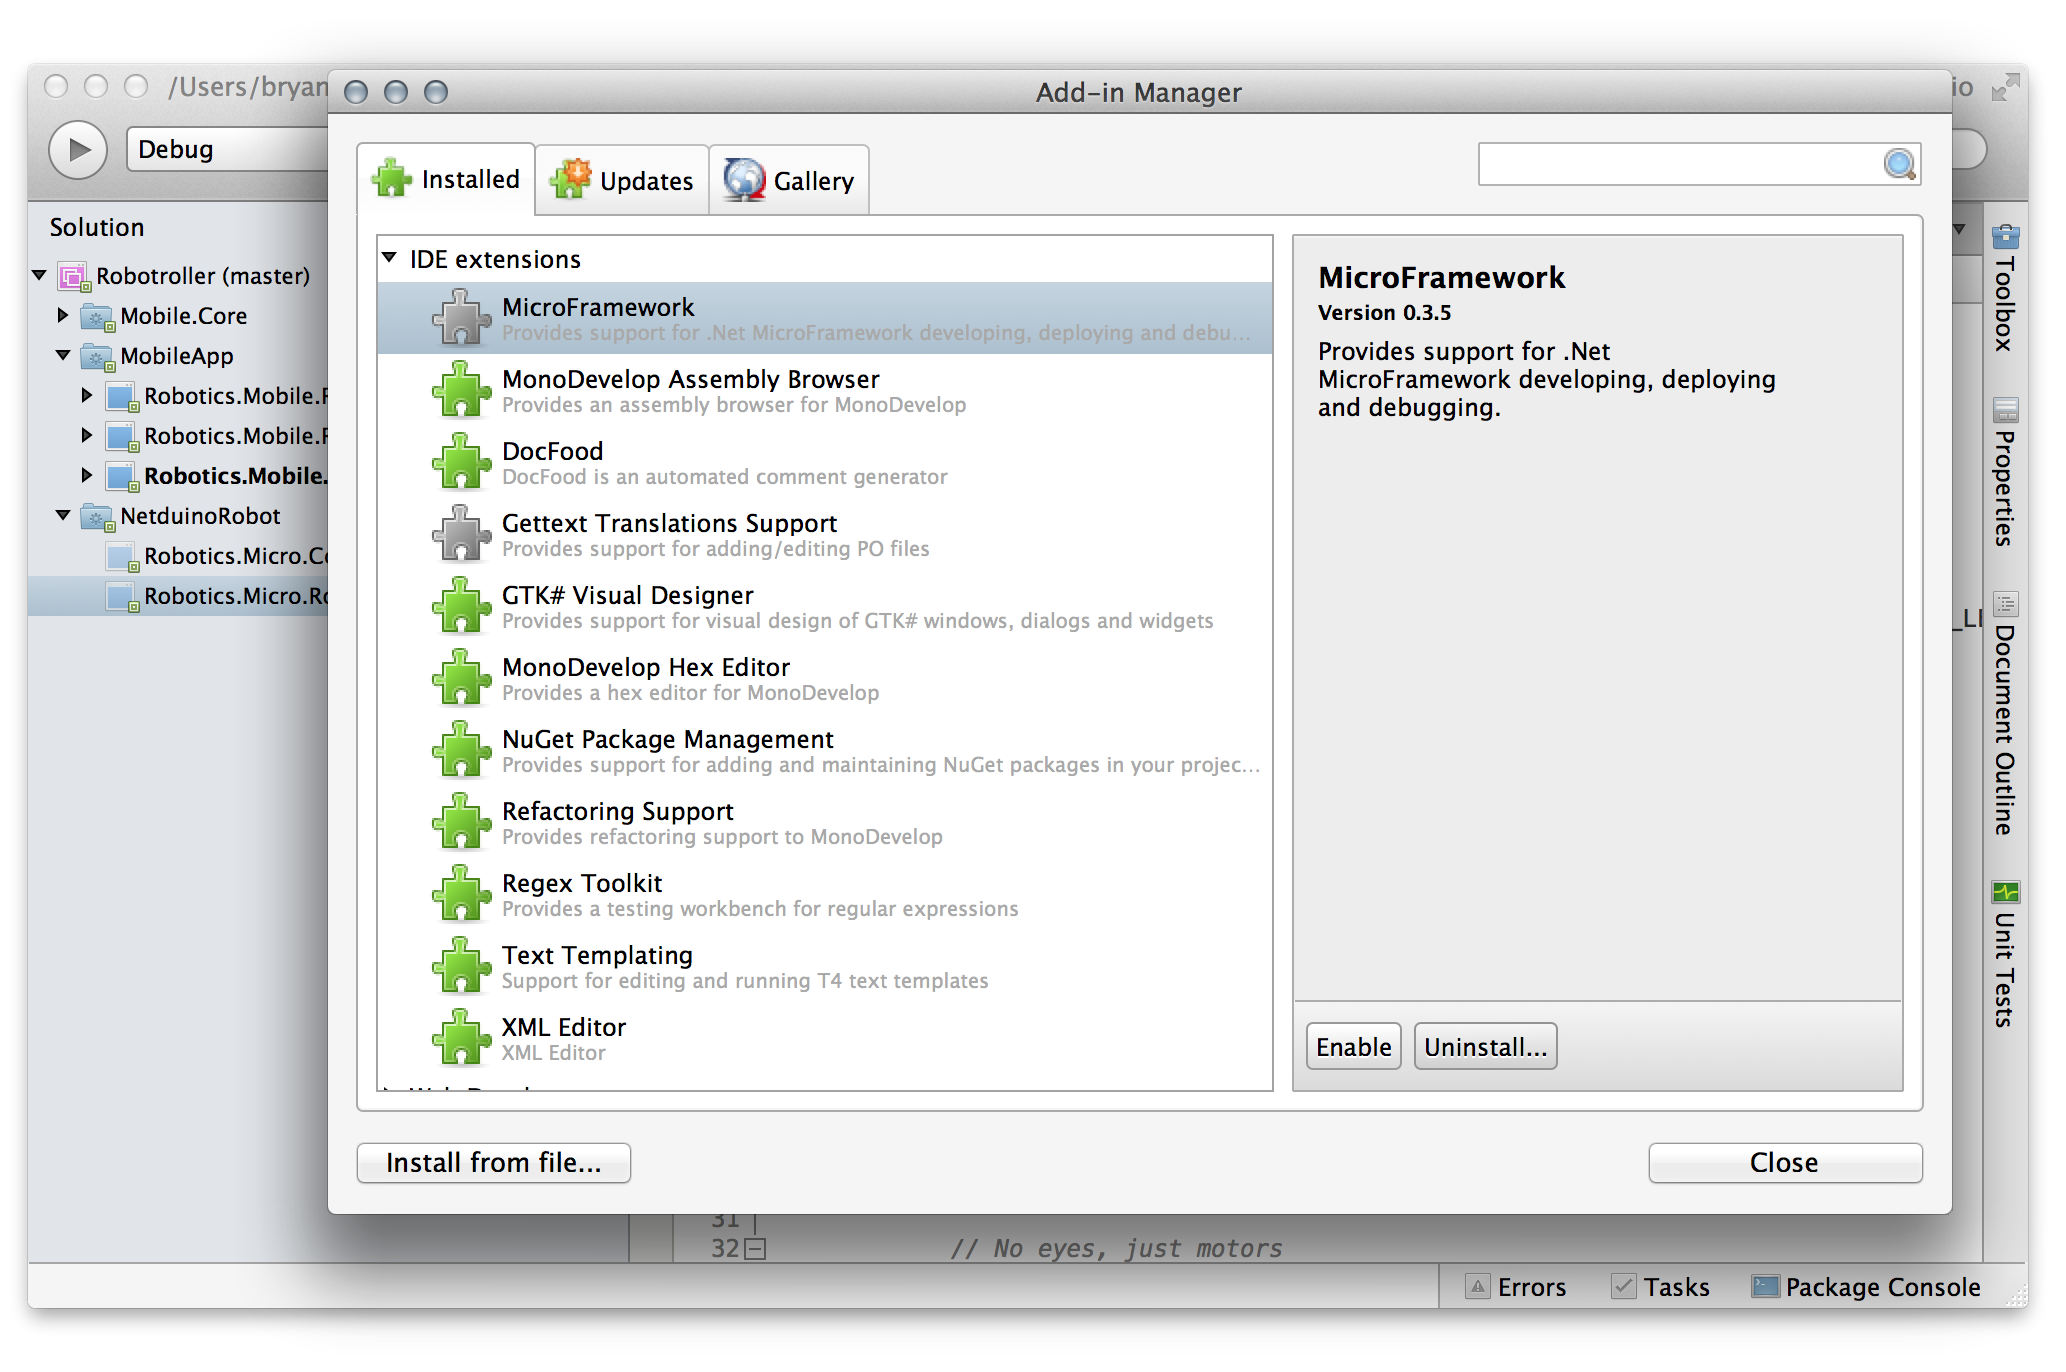 /Users/bryan
Add-in Manager
io
Debug
Installed
Updates
Gallery
Solution
Robotroller (master)
Mobile.Core
MobileApp
Robotics.Mobile.
Robotics.Mobile.
Robotics.Mobile.
NetduinoRobot
Robotics.Micro.
Robotics.Micro.
IDE extensions
MicroFramework
Provides support for .Net MicroFramework developing, deploying and debu...
MonoDevelop Assembly Browser
Provides an assembly browser for MonoDevelop
DocFood
DocFood is an automated comment generator
Gettext Translations Support
Provides support for adding/editing PO files
GTK# Visual Designer
Provides support for visual design of GTK# windows, dialogs and widgets
MonoDevelop Hex Editor
Provides a hex editor for MonoDevelop
NuGet Package Management
Provides support for adding and maintaining NuGet packages in your projec...
Refactoring Support
Provides refactoring support to MonoDevelop
Regex Toolkit
Provides a testing workbench for regular expressions
Text Templating
Support for editing and running T4 text templates
XML Editor
XML Editor
MicroFramework
Version 0.3.5
Provides support for .Net
MicroFramework developing, deploying
and debugging.
Enable
Uninstall...
Install from file...
Close
Toolbox
Properties
Document Outline
Unit Tests
31
32
// No eyes, just motors
Errors
Tasks
Package Console